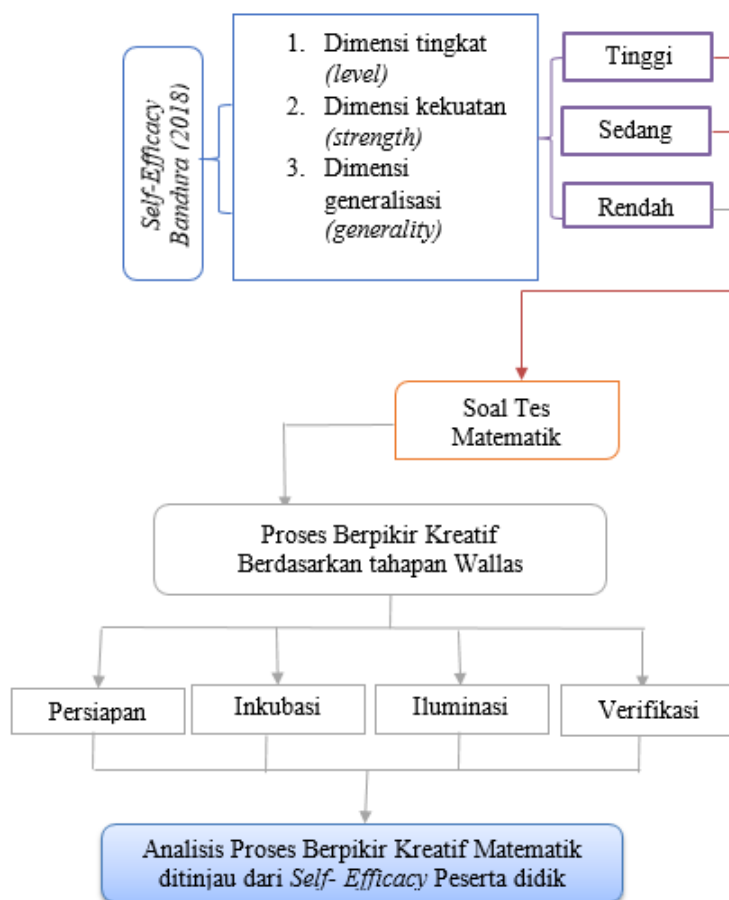 Self-Efficacy
Bandura (2018)
1. Dimensi tingkat
(level)
2. Dimensi kekuatan
(strength)
3. Dimensi
generalisasi
(generality)
Tinggi
Sedang
Rendah
Soal Tes
Matematik
Proses Berpikir Kreatif
Berdasarkan tahapan Wallas
Persiapan
Inkubasi
Iluminasi
Verifikasi
Analisis Proses Berpikir Kreatif Matematik
ditinjau dari Self- Efficacy Peserta didik